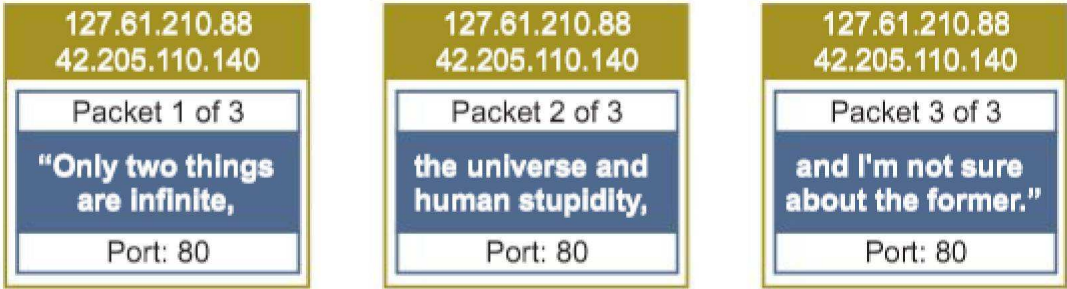 127.61.210.88
42.205.110.140
Packet 1 of 3
“Only two things
are infinite,
Port: 80
127.61.210.88
42.205.110.140
Packet 2 of 3
the universe and
human stupidity,
Port: 80
127.61.210.88
42.205.110.140
Packet 3 of 3
and I'm not sure
about the former.”
Port: 80